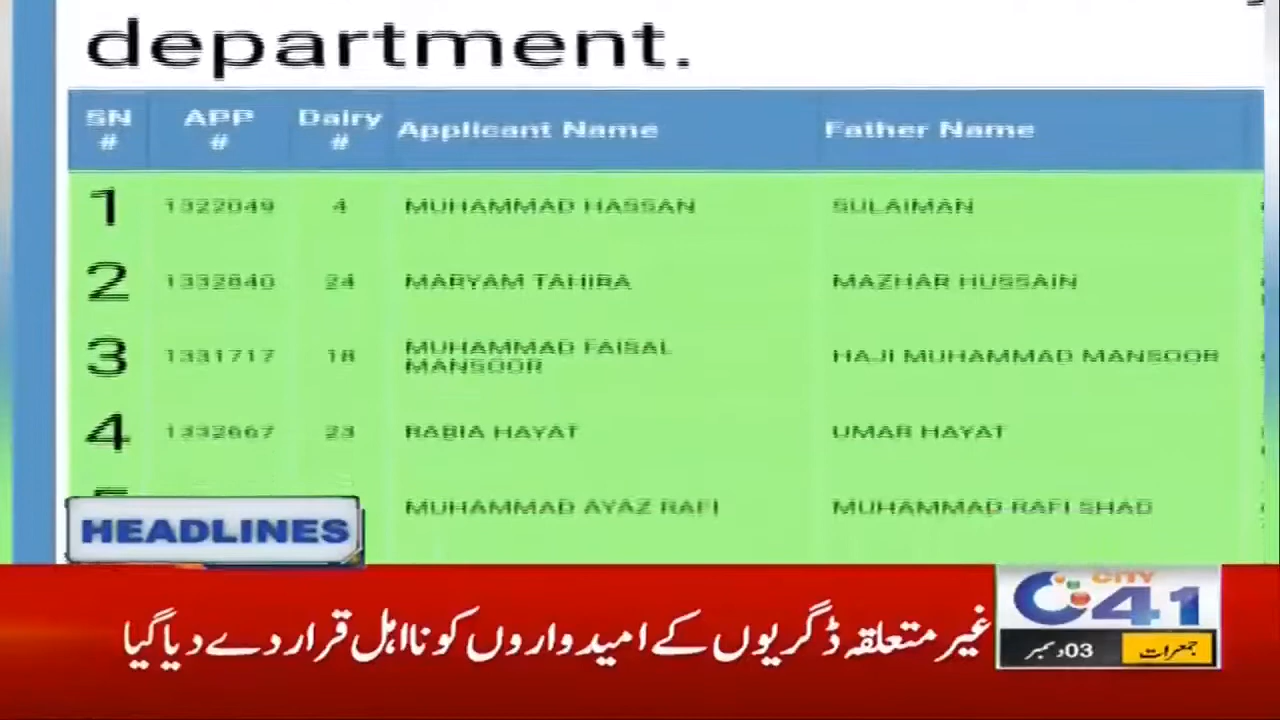 department.
SN # APP # Dairy # Applicant Name Father Name
1 1322049 4 MUHAMMAD HASSAN SULAIMAN
2 1332840 24 MARYAM TAHIRA MAZHAR HUSSAIN
3 1331717 18 MUHAMMAD FAISAL MANSOOR HAJI MUHAMMAD MANSOOR
4 1332667 23 RABIA HAYAT UMAR HAYAT
MUHAMMAD AYAZ RAFI MUHAMMAD RAFI SHAD
HEADLINES
غیر متعلقہ ڈگریوں کے امیدواروں کو نااہل قرار دے دیا گیا
CITY
41
03 دسمبر جمعرات